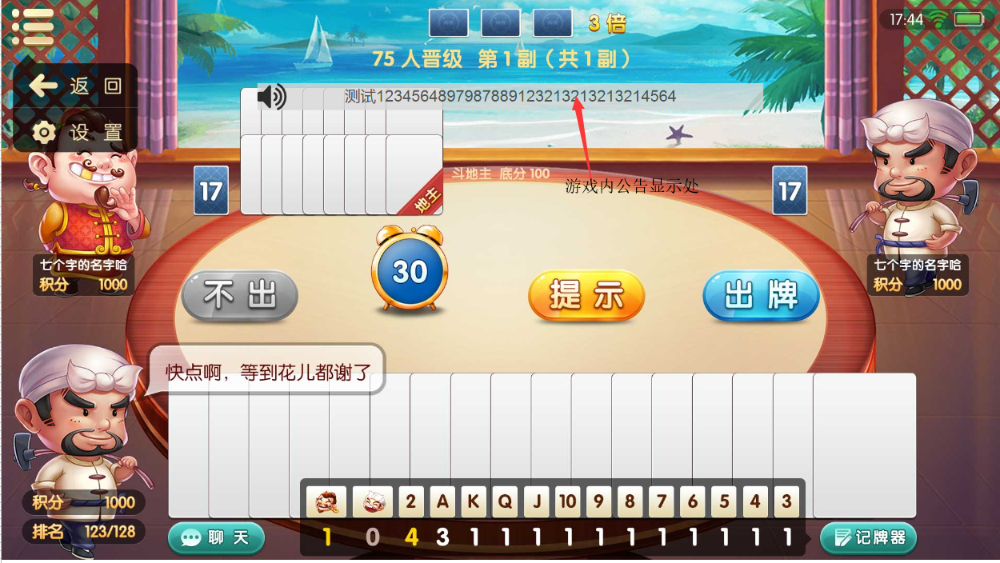 3 倍
17:44
75 人晋级 第1副（共1副）
返 回
测试123456489798788912321321321321​4564
设 置
斗地主 底分 100
游戏内公告显示处
17
17
地主
七个字的名字哈
积分 1000
七个字的名字哈
积分 1000
不 出
30
提 示
出 牌
快点啊，等到花儿都谢了
2 A K Q J 10 9 8 7 6 5 4 3
积分 1000
1 0 4 3 1 1 1 1 1 1 1 1 1 1 1
排名 123/128
聊 天
记牌器